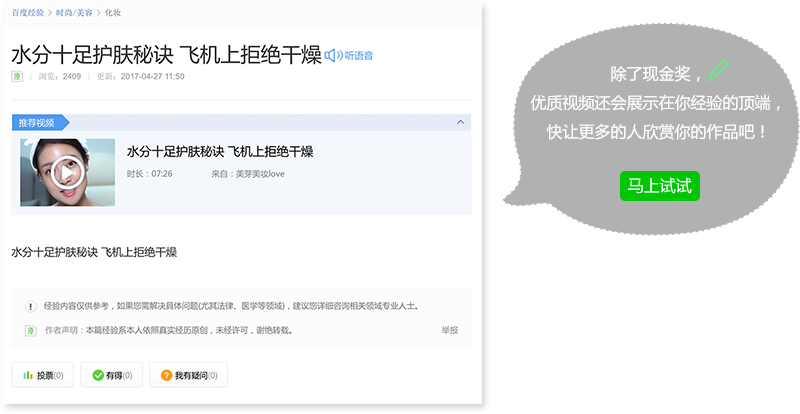 百度经验 > 时尚/美容 > 化妆
水分十足护肤秘诀 飞机上拒绝干燥 听语音
原 | 浏览：2409 | 更新：2017-04-27 11:50
推荐视频
水分十足护肤秘诀 飞机上拒绝干燥
时长：07:26 来自：美芽美妆love
水分十足护肤秘诀 飞机上拒绝干燥
经验内容仅供参考，如果您需解决具体问题(尤其法律、医学等领域)，建议您详细咨询相关领域专业人士。
原 作者声明：本篇经验系本人依照真实经历原创，未经许可，谢绝转载。 举报
投票(0) 有得(0) 我有疑问(0)
除了现金奖，
优质视频还会展示在你经验的顶端，
快让更多的人欣赏你的作品吧！
马上试试